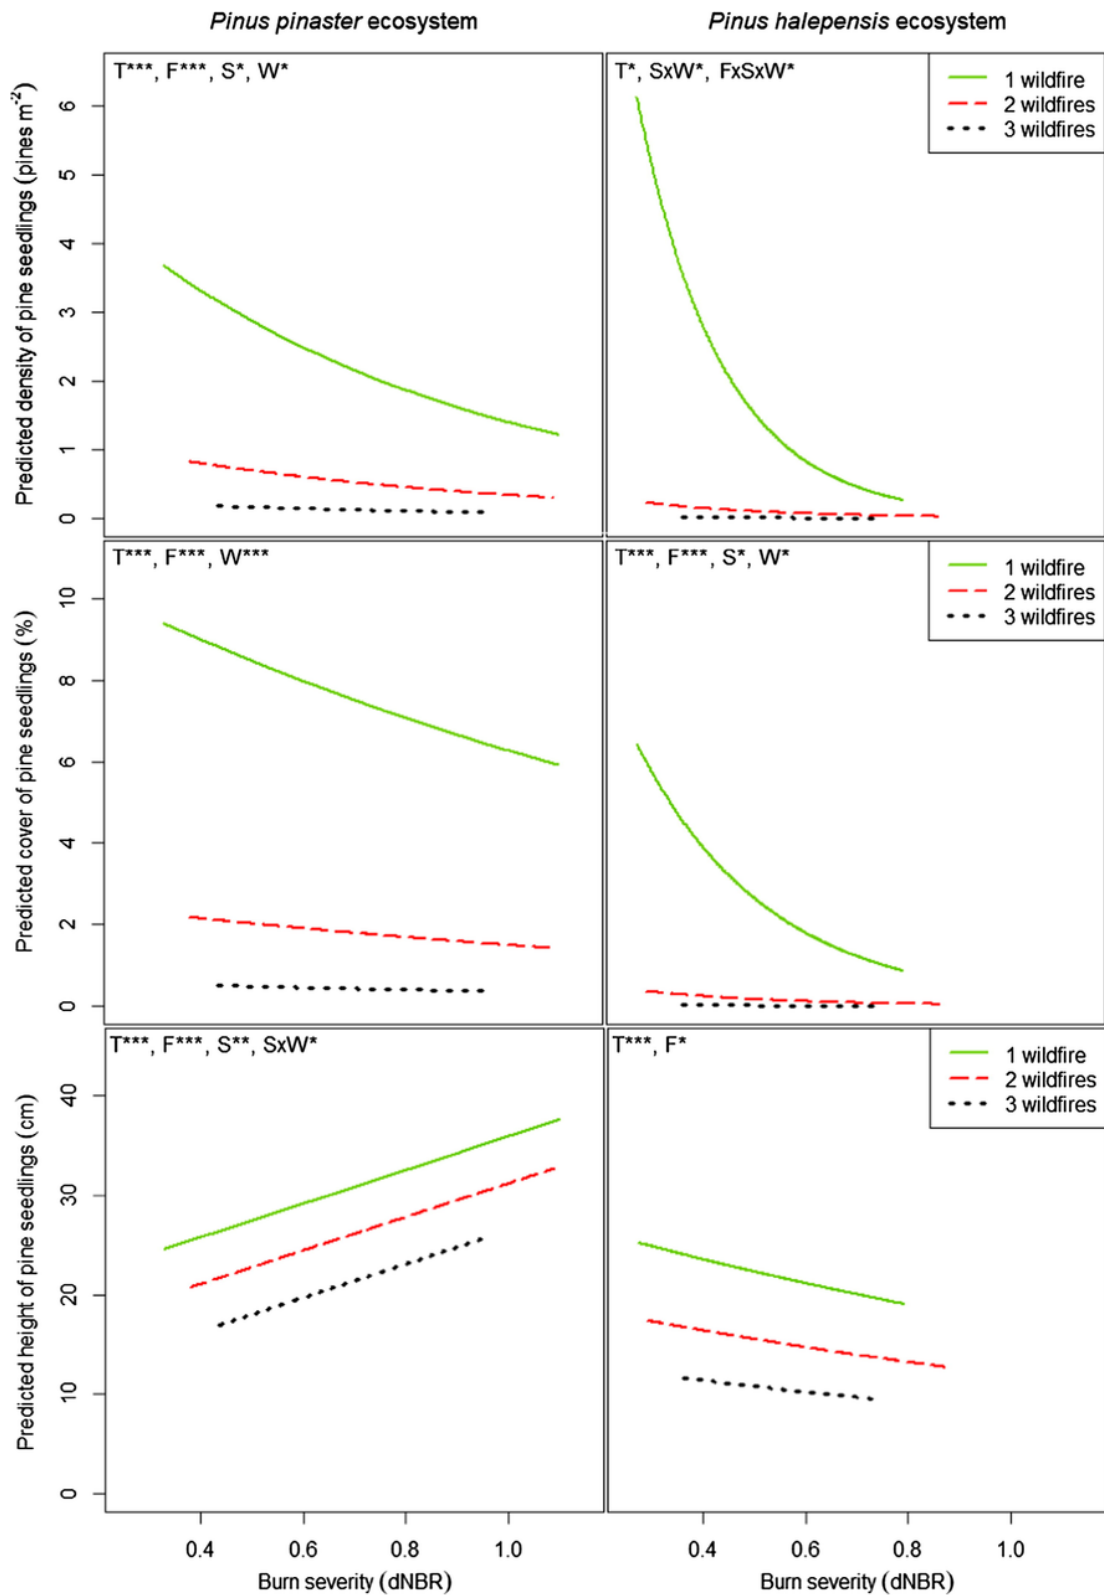 Pinus pinaster ecosystem
Pinus halepensis ecosystem
Predicted density of pine seedlings (pines m⁻²)
6
5
4
3
2
1
0
T***, F***, S*, W*
T*, SxW*, FxSxW*
1 wildfire
2 wildfires
3 wildfires
Predicted cover of pine seedlings (%)
10
8
6
4
2
0
T***, F***, W***
T***, F***, S*, W*
1 wildfire
2 wildfires
3 wildfires
Predicted height of pine seedlings (cm)
40
30
20
10
0
T***, F***, S**, SxW*
T***, F*
1 wildfire
2 wildfires
3 wildfires
0.4 0.6 0.8 1.0
0.4 0.6 0.8 1.0
Burn severity (dNBR)
Burn severity (dNBR)